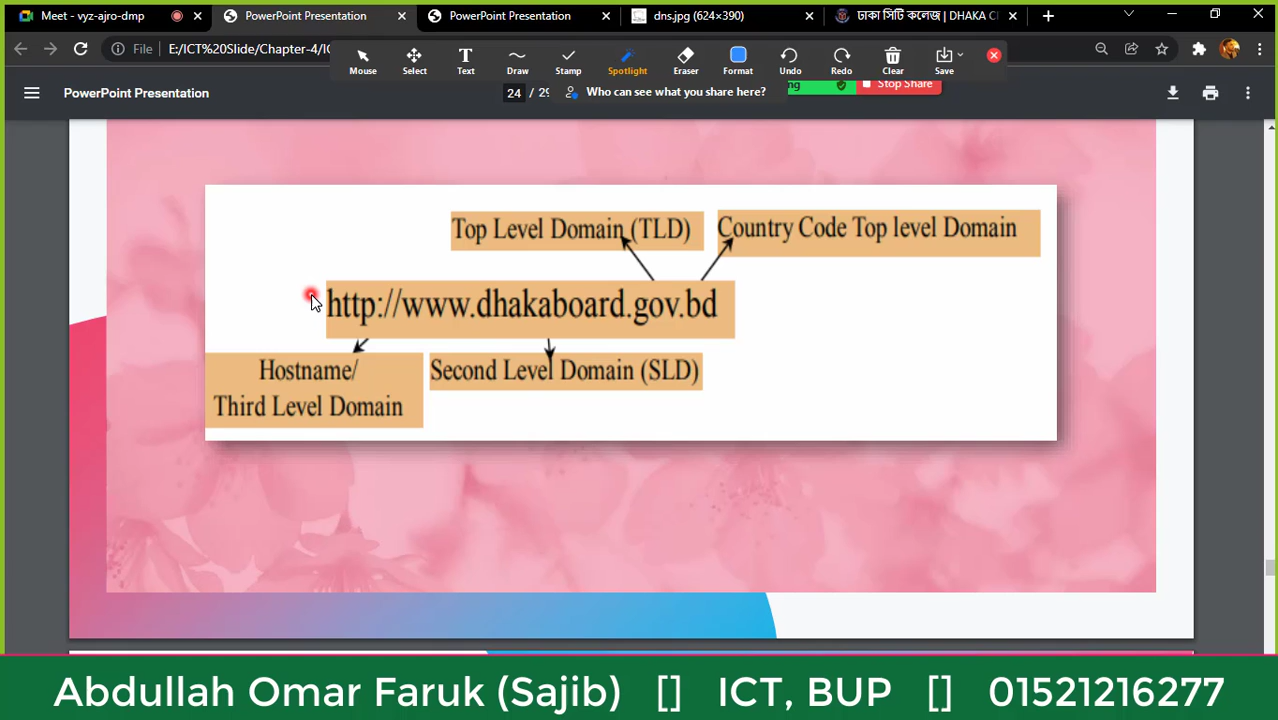 Meet - vyz-ajro-dmp
PowerPoint Presentation
PowerPoint Presentation
dns.jpg (624×390)
ঢাকা সিটি কলেজ | DHAKA C
File
E:/ICT%20Slide/Chapter-4/IC
Mouse
Select
Text
Draw
Stamp
Spotlight
Eraser
Format
Undo
Redo
Clear
Save
PowerPoint Presentation
24 / 29
Who can see what you share here?
ng
Stop Share
Top Level Domain (TLD)
Country Code Top level Domain
http://www.dhakaboard.gov.bd
Hostname/
Third Level Domain
Second Level Domain (SLD)
Abdullah Omar Faruk (Sajib) [] ICT, BUP [] 01521216277